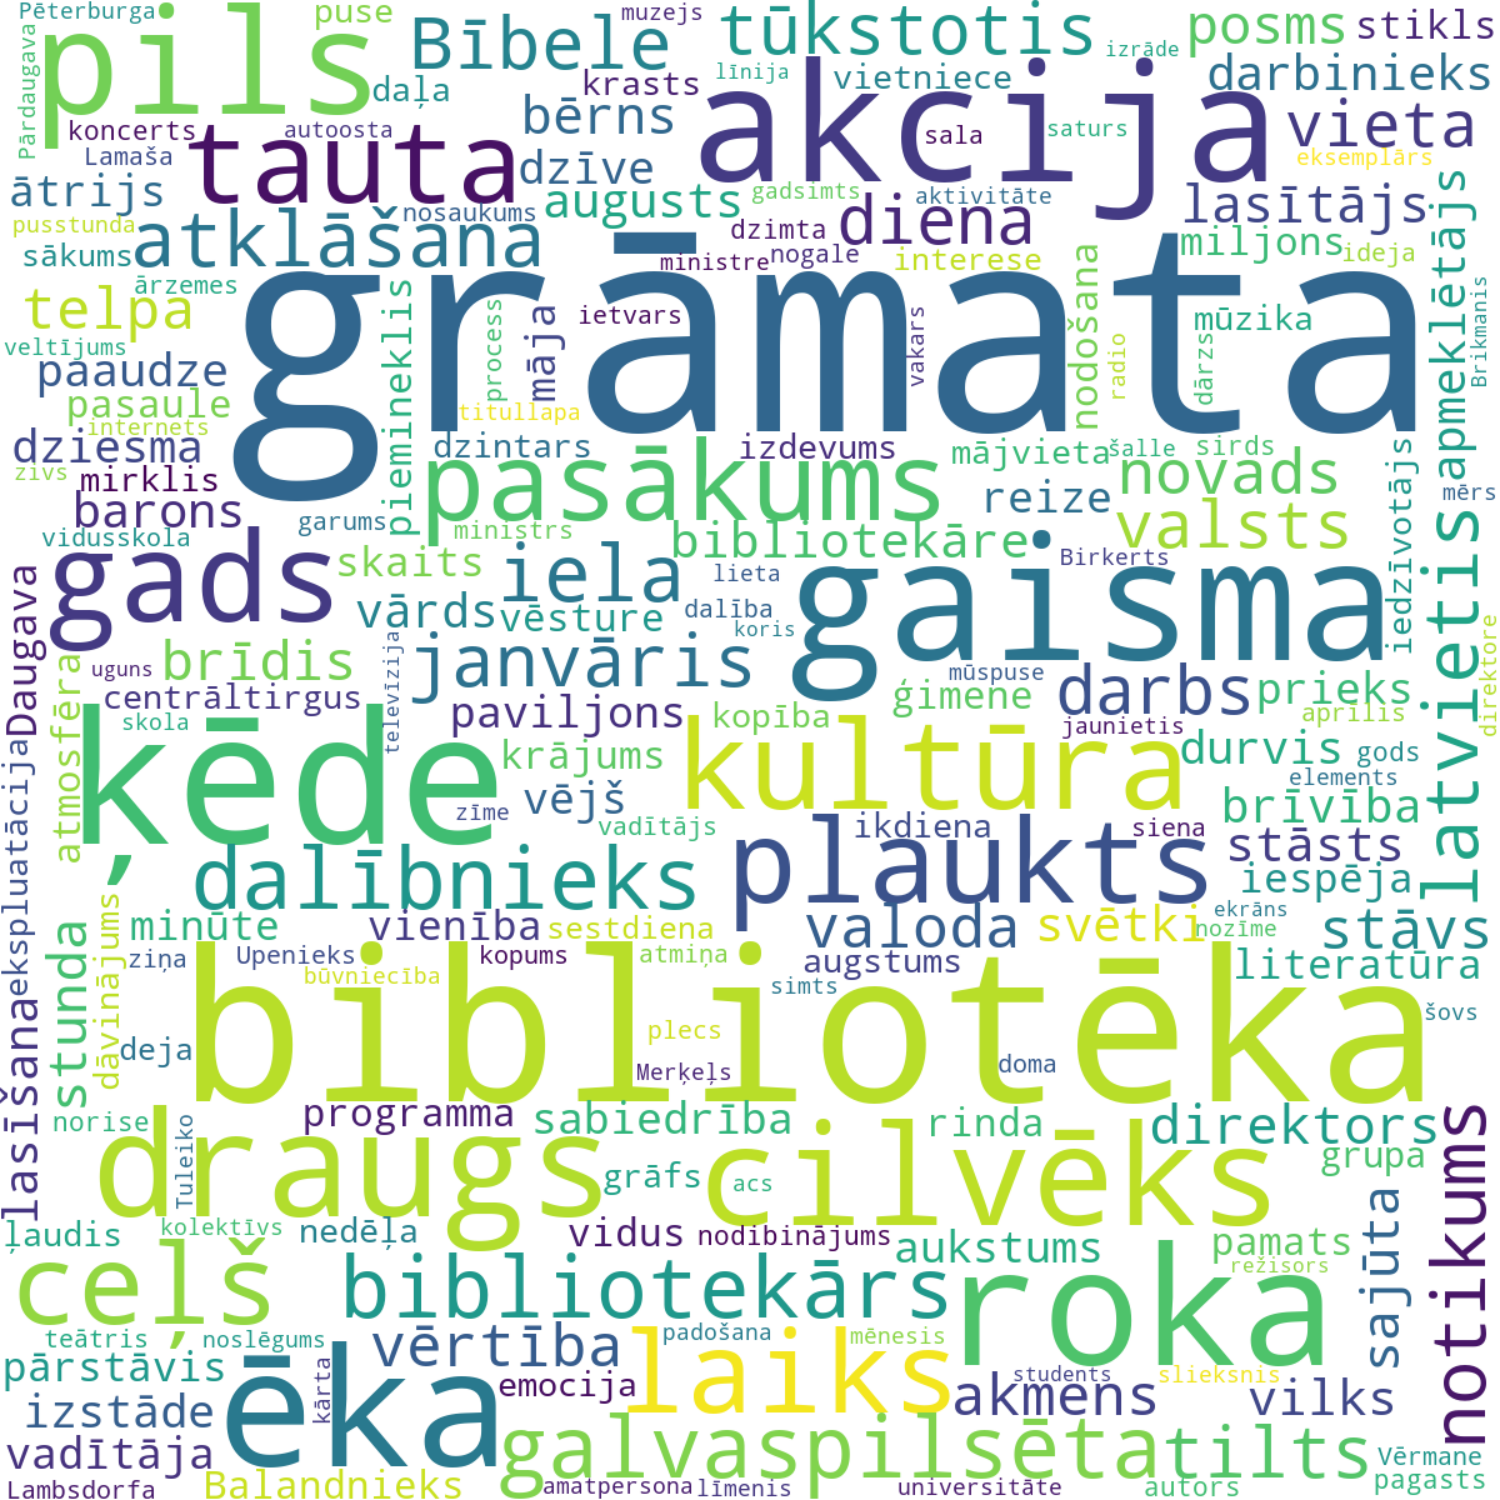 Pēterburga
puse
muzejs
tūkstotis
posms
stikls
Pārdaugava
pils
Bībele
izrāde
līnija
vietniece
darbinieks
daļa
krasts
akcija
koncerts
autoosta
bērns
sala
saturs
vieta
Lamaša
tauta
dzīve
eksemplārs
ātrijs
augusts
gadsimts
aktivitāte
lasītājs
apmeklētājs
pusstunda
atklāšana
nosaukums
dzimta
diena
sākums
ministre
nogale
interese
miljons
ideja
ārzemes
grāmata
nodošana
telpa
piemineklis
process
māja
ietvars
vakars
radio
mūzika
dārzs
Brikmanis
veltījums
paaudze
pasaule
titullapa
internets
dziesma
dzintars
izdevums
mājvieta
šalle
sirds
zivs
mirklis
pasākums
reize
novads
iedzīvotājs
mērs
barons
garums
ministrs
valsts
latvietis
vidusskola
bibliotekāre
Birkerts
gads
skaits
iela
lieta
gaisma
Daugava
vārds
vēsture
dalība
koris
brīdis
televīzija
janvāris
mūspuse
direktore
uguns
atmosfēra
centrāltirgus
ģimene
darbs
prieks
skola
paviljons
kopība
jaunietis
aprīlis
ķēde
krājums
kultūra
durvis
gods
ekspluatācija
vējš
elements
brīvība
zīme
vadītājs
ikdiena
siena
stāsts
dalībnieks
plaukts
iespēja
dāvinājums
minūte
vienība
sestdiena
valoda
svētki
ekrāns
nozīme
stāvs
stunda
ziņa
Upenieks
kopums
atmiņa
augstums
literatūra
būvniecība
simts
lasīšana
bibliotēka
šovs
deja
plecs
Merķeļs
doma
norise
programma
sabiedrība
rinda
direktors
notikums
Tuleiko
draugs
cilvēks
grupa
grāfs
acs
ļaudis
kolektīvs
nedēļa
vidus
nodibinājums
aukstums
pamats
sajūta
režisors
ceļš
bibliotekārs
roka
teātris
noslēgums
vērtība
padošana
mēnesis
pārstāvis
ēka
kārta
emocija
laiks
students
slieksnis
izstāde
akmens
vilks
vadītāja
galvaspilsēta
tilts
Vērmane
Lambsdorfa
Balandnieks
amatpersona
līmenis
universitāte
autors
pagasts